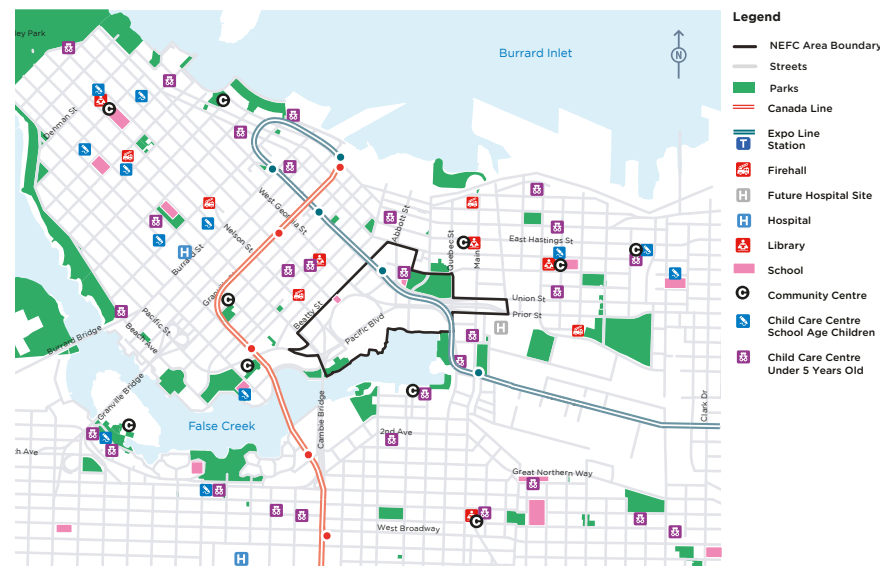 ley Park
Burrard Inlet
N
Denman St
West Georgia St
Nelson St
Burrard St
Abbott St
Quebec St
Main
East Hastings St
Union St
Prior St
Beatty St
Pacific Blvd
Pacific St
Beach Ave
Burrard Bridge
Granville Bridge
False Creek
Cambie Bridge
2nd Ave
h Ave
Great Northern Way
West Broadway
Clark Dr
H
H
H
C
C
C
C
C
C
C
C
C
C
Legend
NEFC Area Boundary
Streets
Parks
Canada Line
Expo Line
T Station
Firehall
H Future Hospital Site
H Hospital
Library
School
C Community Centre
Child Care Centre
School Age Children
Child Care Centre
Under 5 Years Old